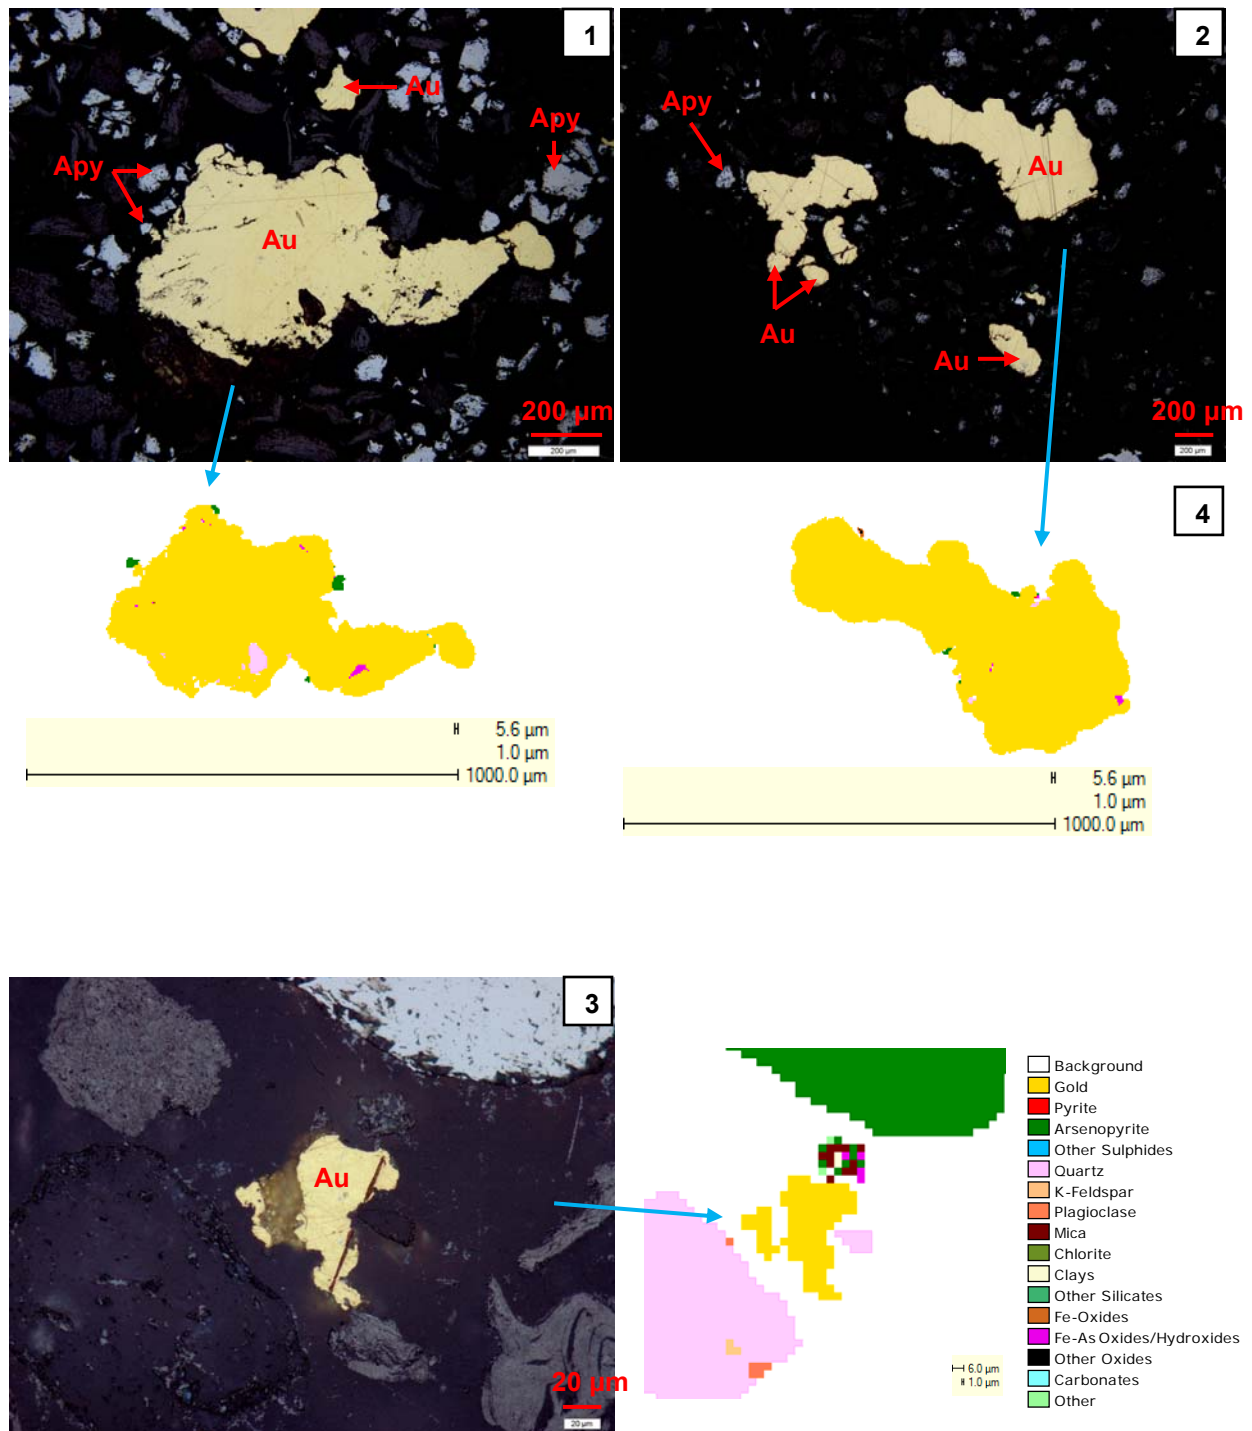 1
Au
Apy
Apy
Au
200 µm
200 µm
2
Apy
Au
Au
Au
200 µm
200 µm
5.6 µm
1.0 µm
1000.0 µm
4
5.6 µm
1.0 µm
1000.0 µm
3
Au
20 µm
20 µm
6.0 µm
1.0 µm
Background
Gold
Pyrite
Arsenopyrite
Other Sulphides
Quartz
K-Feldspar
Plagioclase
Mica
Chlorite
Clays
Other Silicates
Fe-Oxides
Fe-As Oxides/Hydroxides
Other Oxides
Carbonates
Other